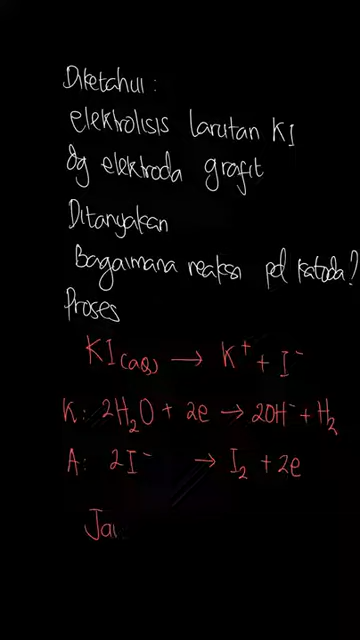 Diketahui :
elektrolisis larutan KI
dg elektroda grafit
Ditanyakan
Bagaimana reaksi pd katoda?
Proses
KI(aq) → K⁺ + I⁻
K: 2H₂O + 2e → 2OH⁻ + H₂
A: 2I⁻ → I₂ + 2e
Jaw